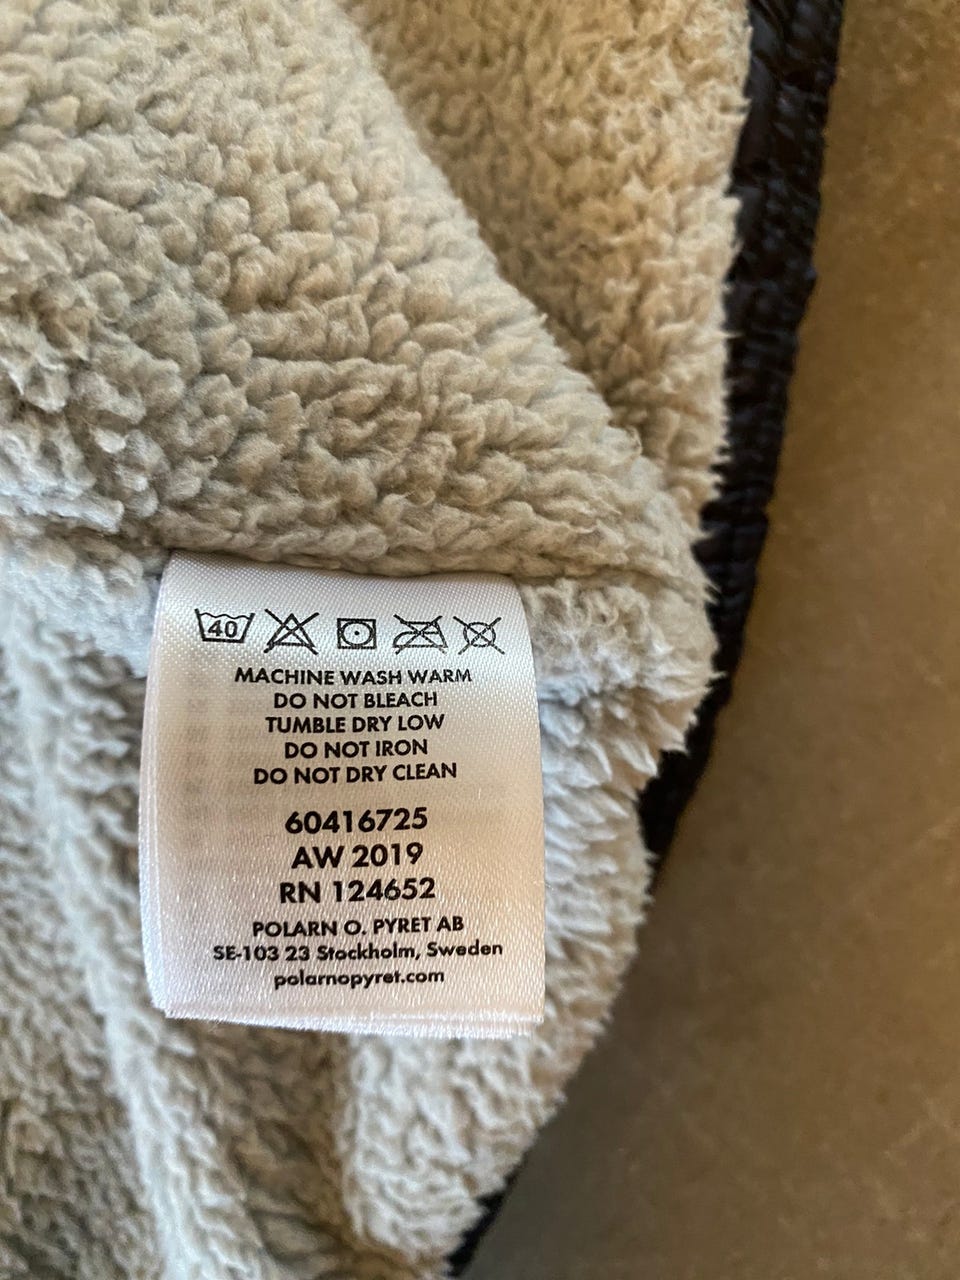 40
MACHINE WASH WARM
DO NOT BLEACH
TUMBLE DRY LOW
DO NOT IRON
DO NOT DRY CLEAN
60416725
AW 2019
RN 124652
POLARN O. PYRET AB
SE-103 23 Stockholm, Sweden
polarnopyret.com